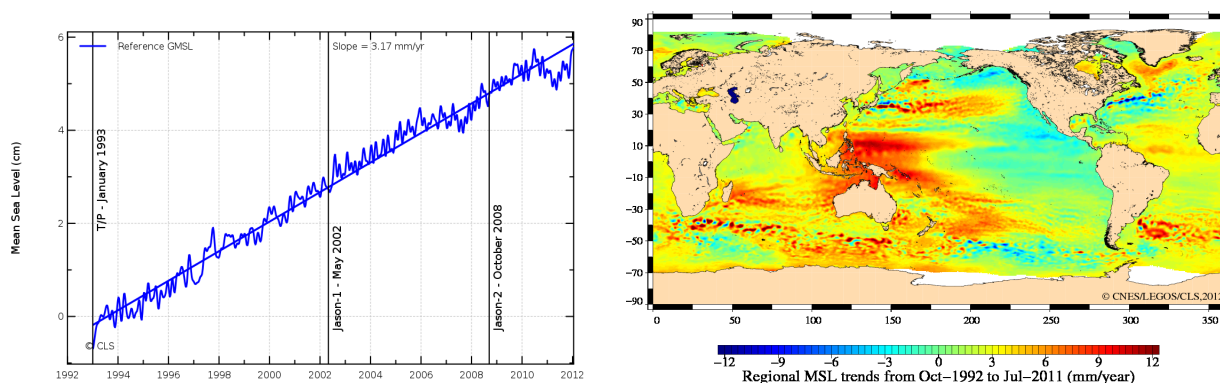 Reference GMSL
Slope = 3.17 mm/yr
6
4
2
0
Mean Sea Level (cm)
T/P - January 1993
Jason-1 - May 2002
Jason-2 - October 2008
© CLS
1992 1994 1996 1998 2000 2002 2004 2006 2008 2010 2012
90
70
50
30
10
−10
−30
−50
−70
−90
© CNES/LEGOS/CLS,2012
0 50 100 150 200 250 300 350
−12 −9 −6 −3 0 3 6 9 12
Regional MSL trends from Oct−1992 to Jul−2011 (mm/year)